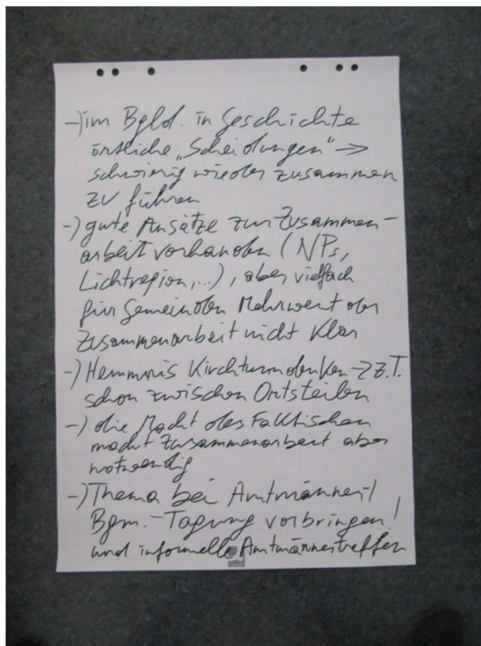 -) im Bgld. in Geschichte
örtliche „Scheidungen" →
schwierig wieder zusammen
zu führen
-) gute Ansätze zur Zusammen-
arbeit vorhanden (NPs,
Lichtregion,...), aber vielfach
für Gemeinden Mehrwert der
Zusammenarbeit nicht klar
-) Hemmnis Kirchturmdenken → z.T.
schon zwischen Ortsteilen
-) die Macht des Faktischen
macht Zusammenarbeit aber
notwendig
-) Thema bei
Bgm.-Tagung vorbringen!
und informelle Amtmännertreffen